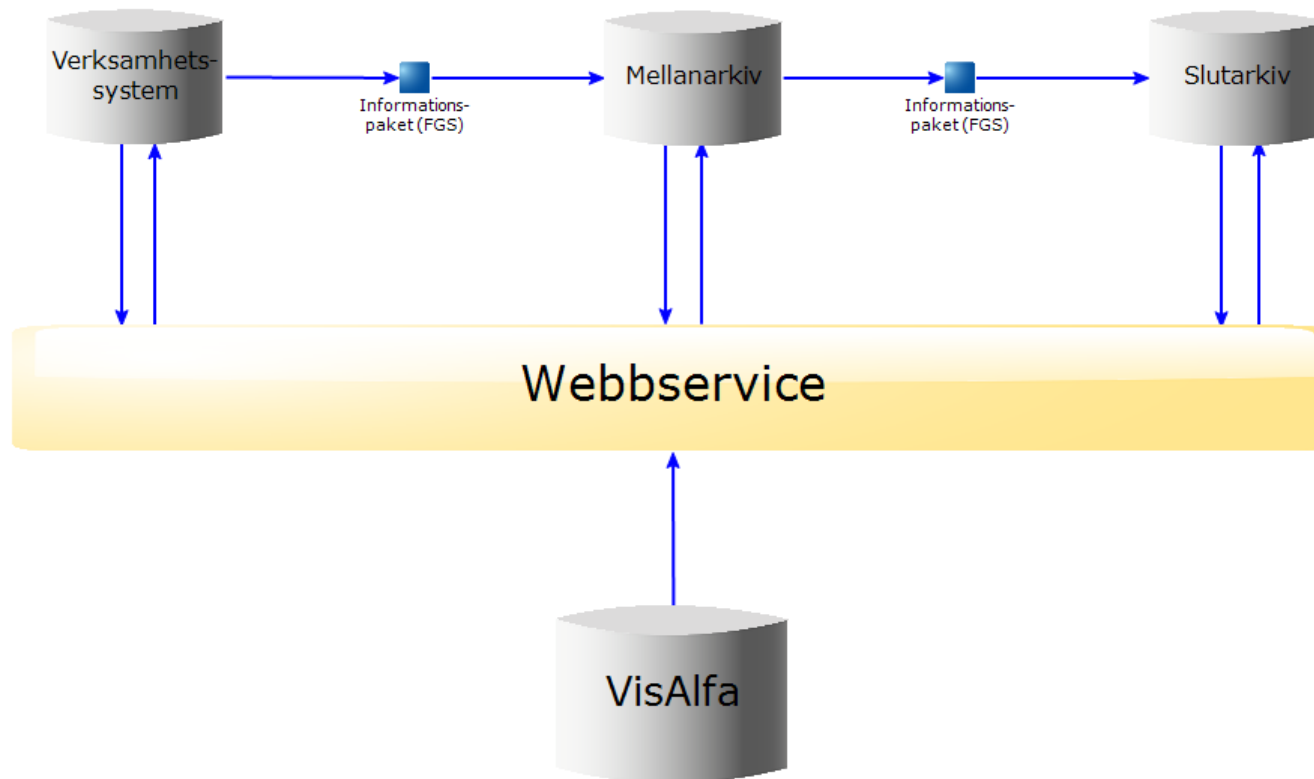 Verksamhets-
system
Informations-
paket (FGS)
Mellanarkiv
Informations-
paket (FGS)
Slutarkiv
Webbservice
VisAlfa